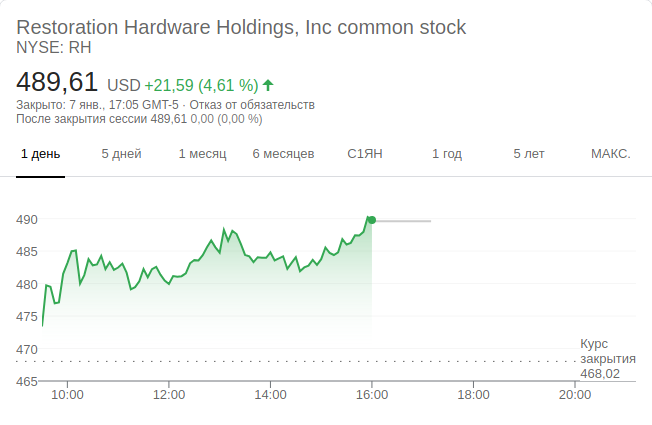 Restoration Hardware Holdings, Inc common stock
NYSE: RH
489,61 USD +21,59 (4,61 %)
Закрыто: 7 янв., 17:05 GMT-5 · Отказ от обязательств
После закрытия сессии 489,61 0,00 (0,00 %)
1 день 5 дней 1 месяц 6 месяцев С1ЯН 1 год 5 лет МАКС.
490
485
480
475
470
465
Курс
закрытия
468,02
10:00 12:00 14:00 16:00 18:00 20:00